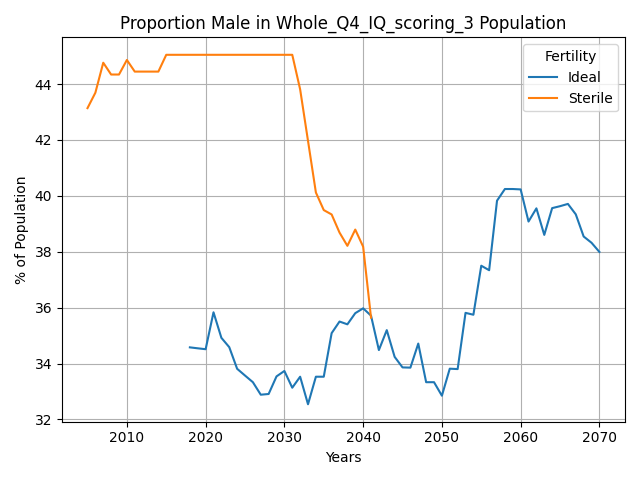 Proportion Male in Whole_Q4_IQ_scoring_3 Population
Fertility
Ideal
Sterile
% of Population
44
42
40
38
36
34
32
2010
2020
2030
2040
2050
2060
2070
Years